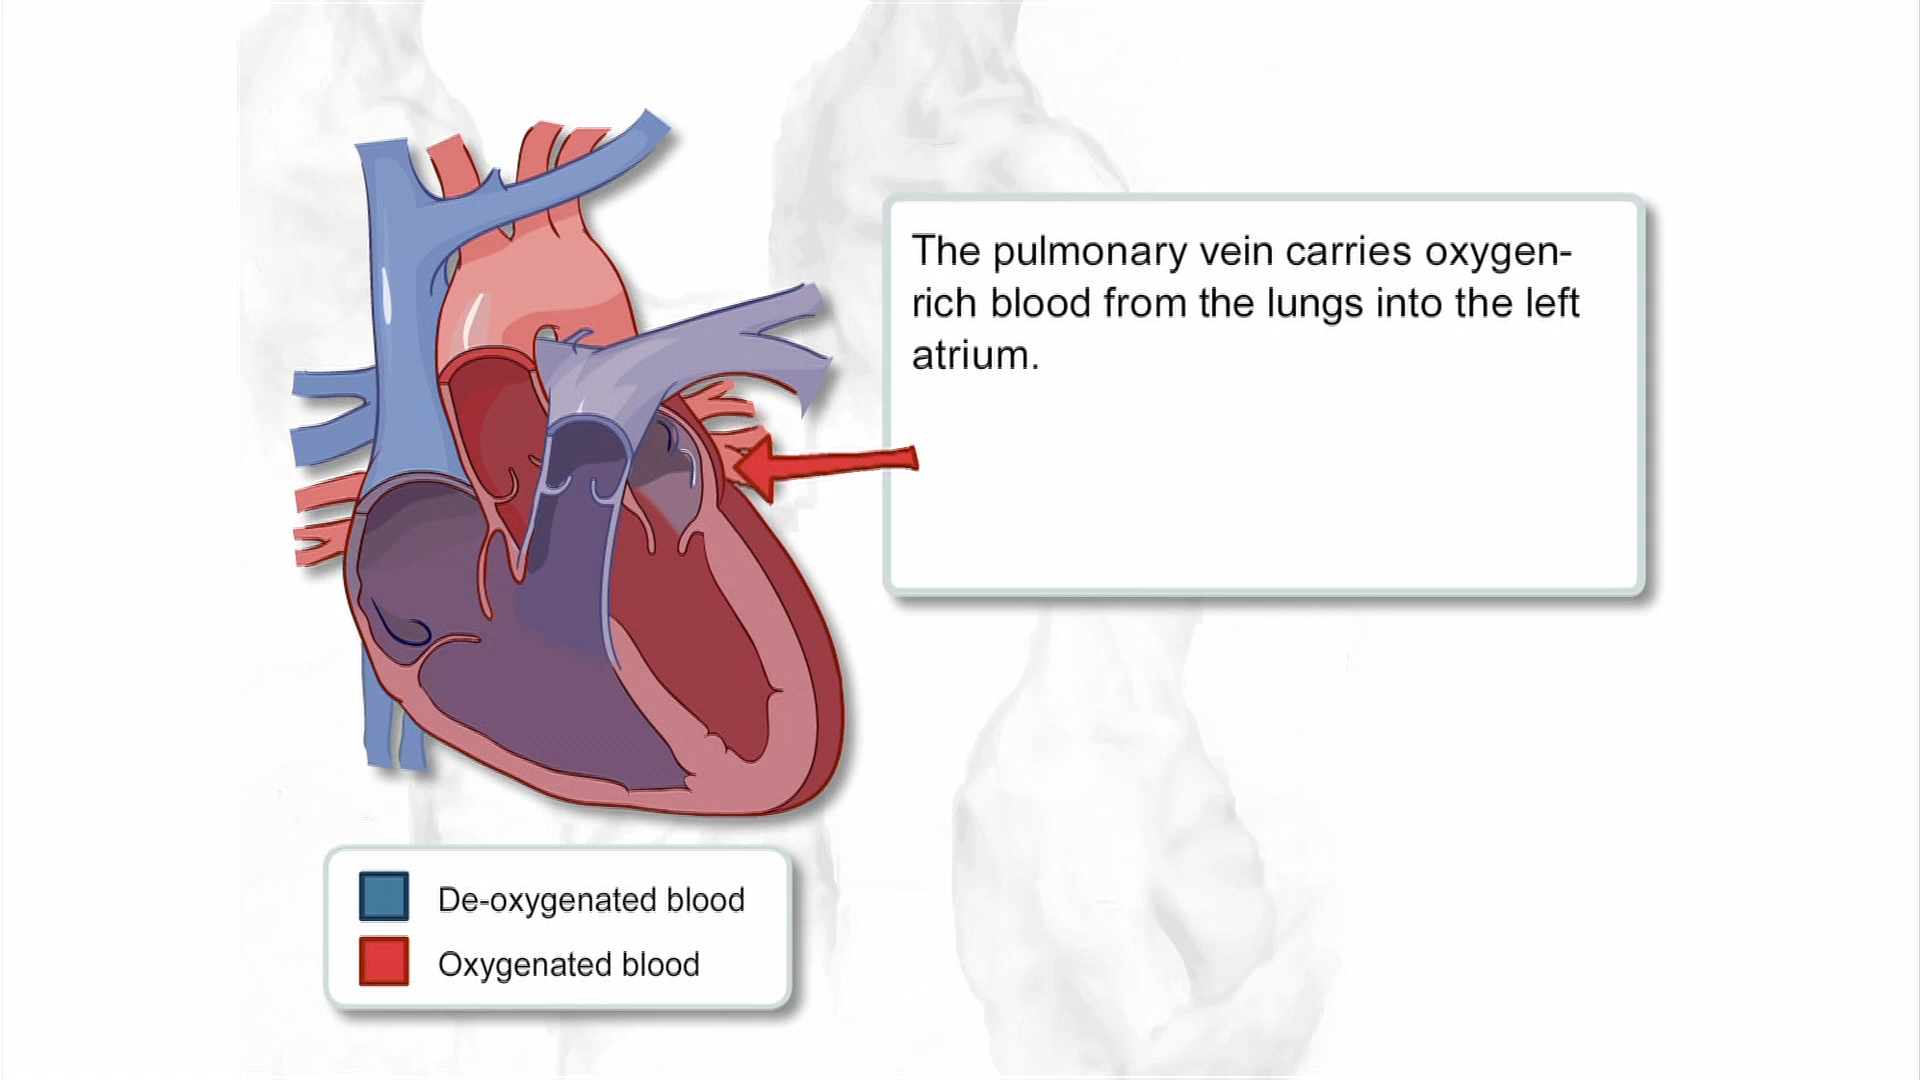 The pulmonary vein carries oxygen-
rich blood from the lungs into the left
atrium.
De-oxygenated blood
Oxygenated blood